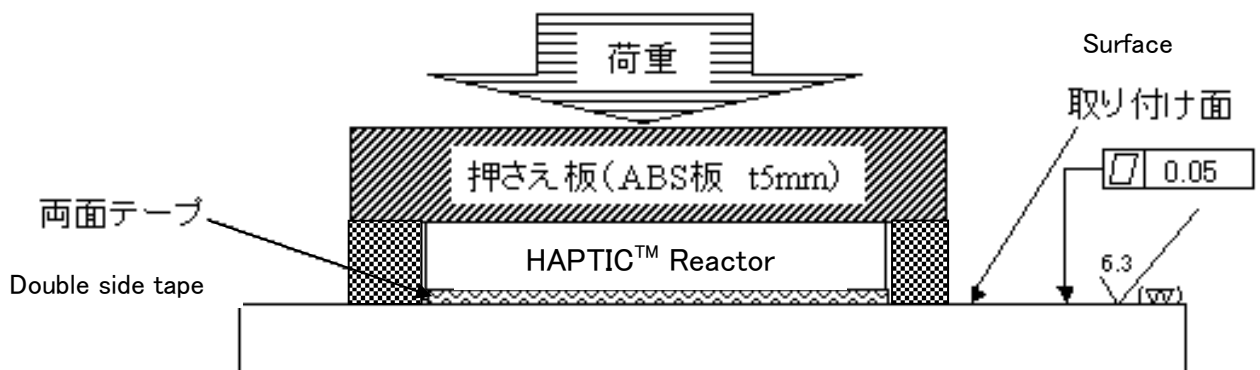 荷重
Surface
取り付け面
押さえ板(ABS板 t5mm)
0.05
両面テープ
HAPTIC™ Reactor
Double side tape
6.3